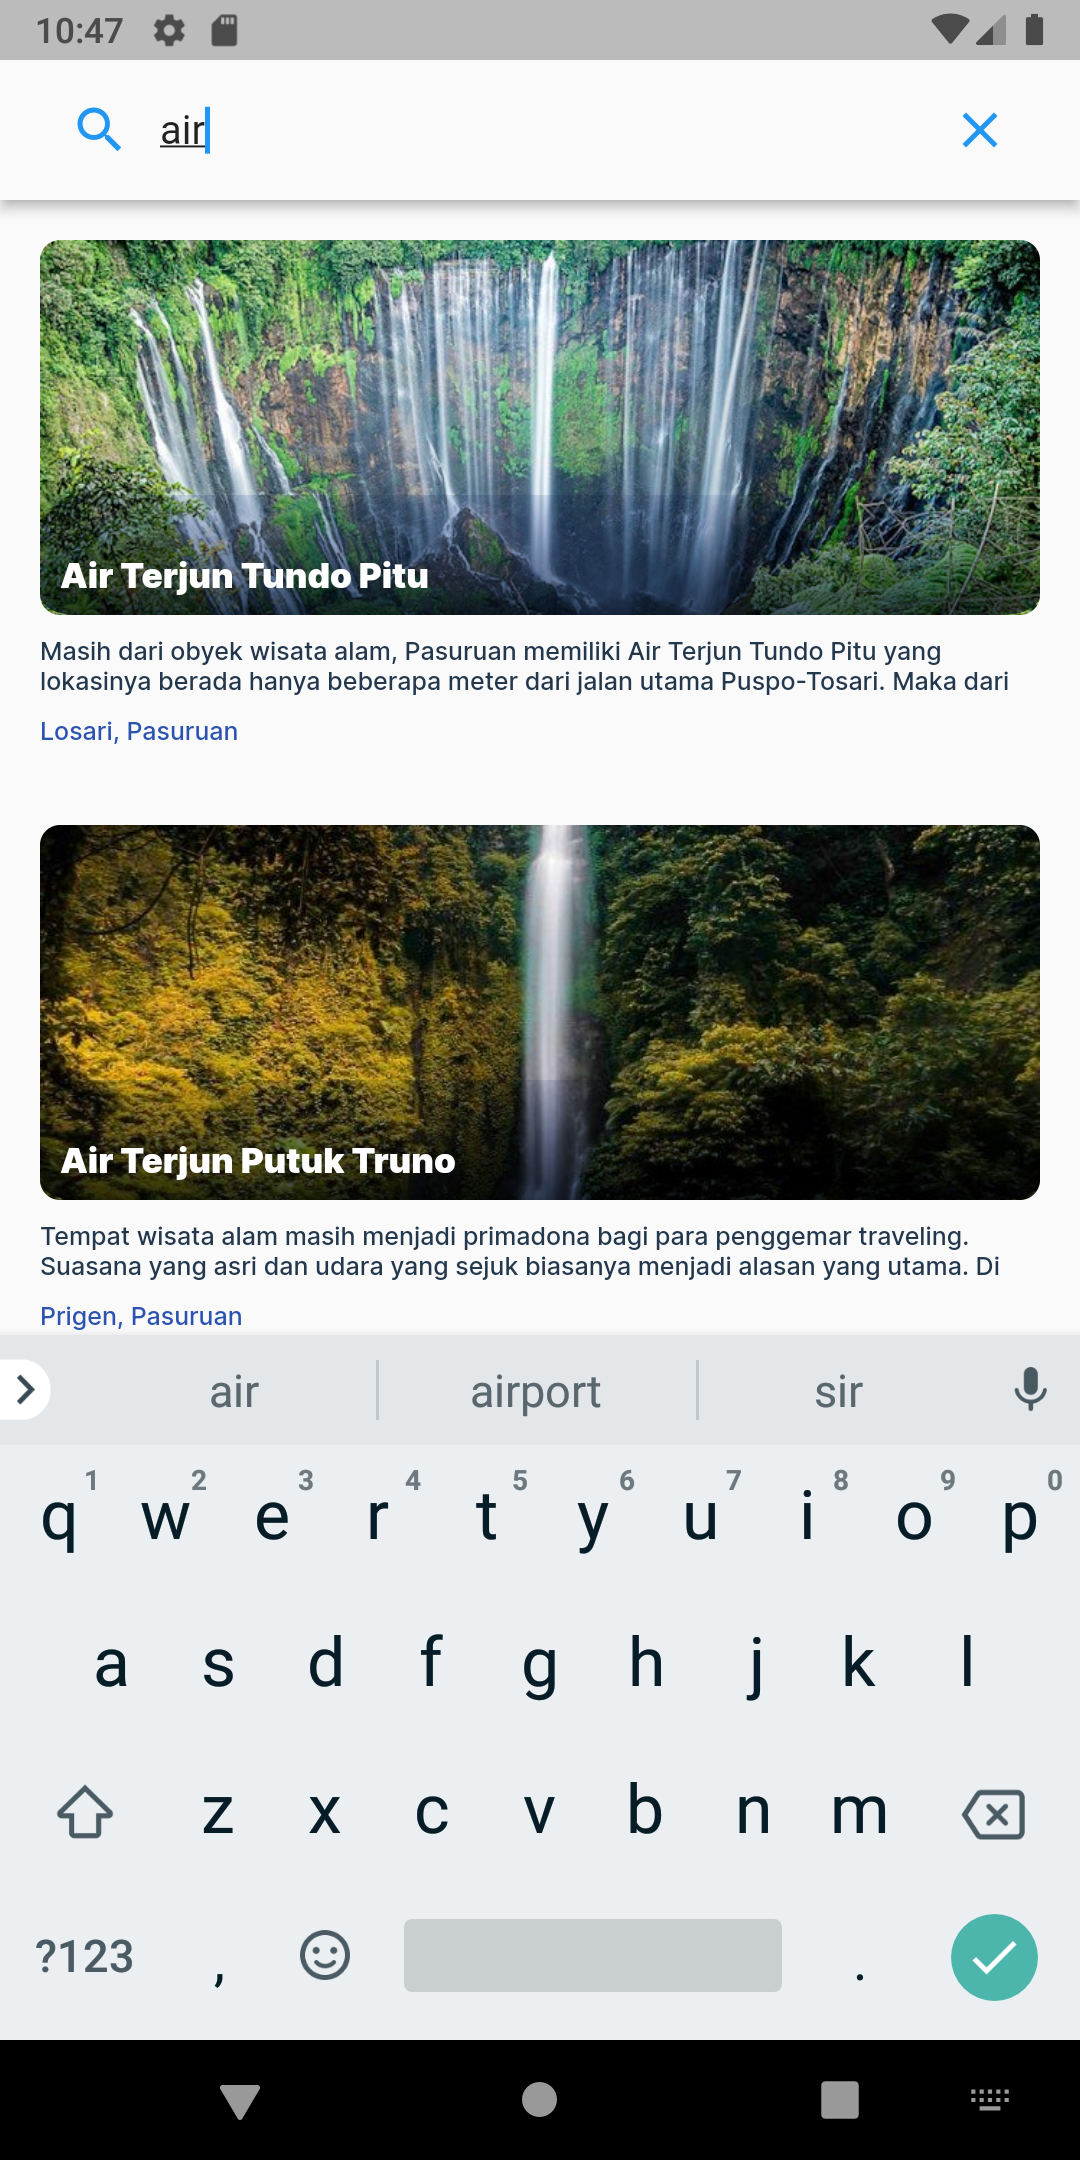 10:47
air
Air Terjun Tundo Pitu
Masih dari obyek wisata alam, Pasuruan memiliki Air Terjun Tundo Pitu yang
lokasinya berada hanya beberapa meter dari jalan utama Puspo-Tosari. Maka dari
Losari, Pasuruan
Air Terjun Putuk Truno
Tempat wisata alam masih menjadi primadona bagi para penggemar traveling.
Suasana yang asri dan udara yang sejuk biasanya menjadi alasan yang utama. Di
Prigen, Pasuruan
air airport sir
1 2 3 4 5 6 7 8 9 0
q w e r t y u i o p
a s d f g h j k l
z x c v b n m
?123 , .